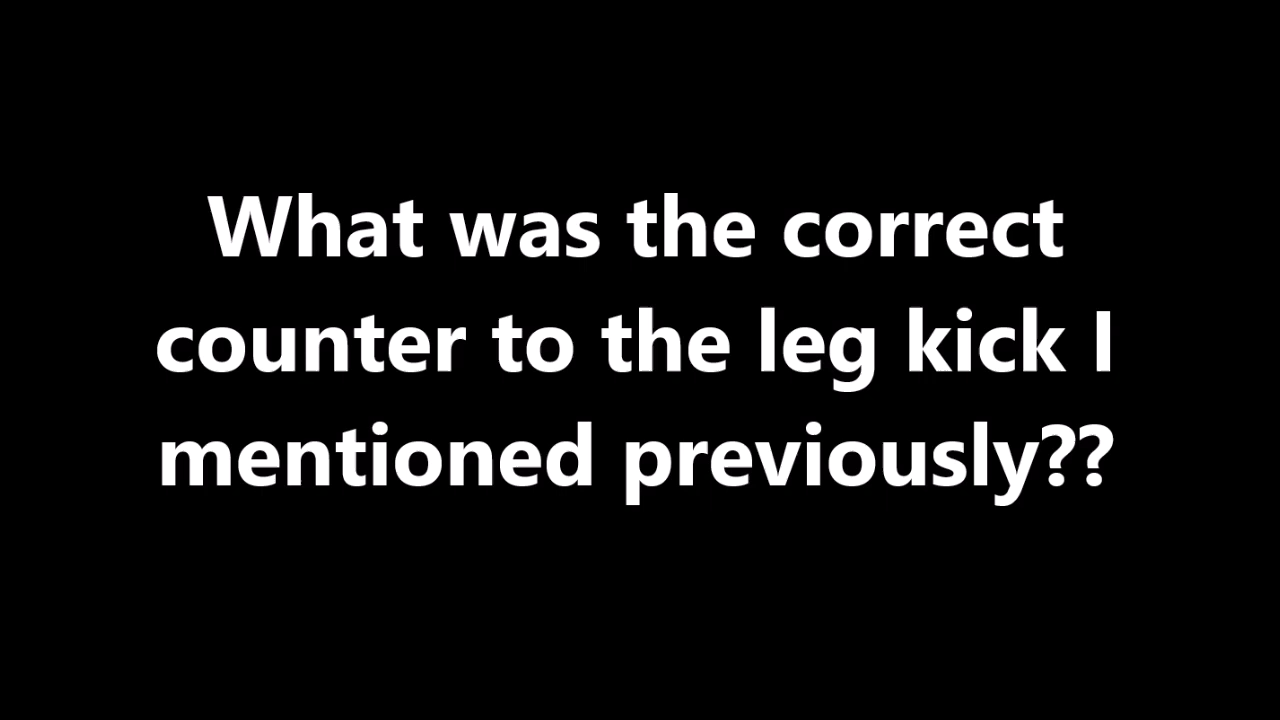 What was the correct
counter to the leg kick I
mentioned previously??